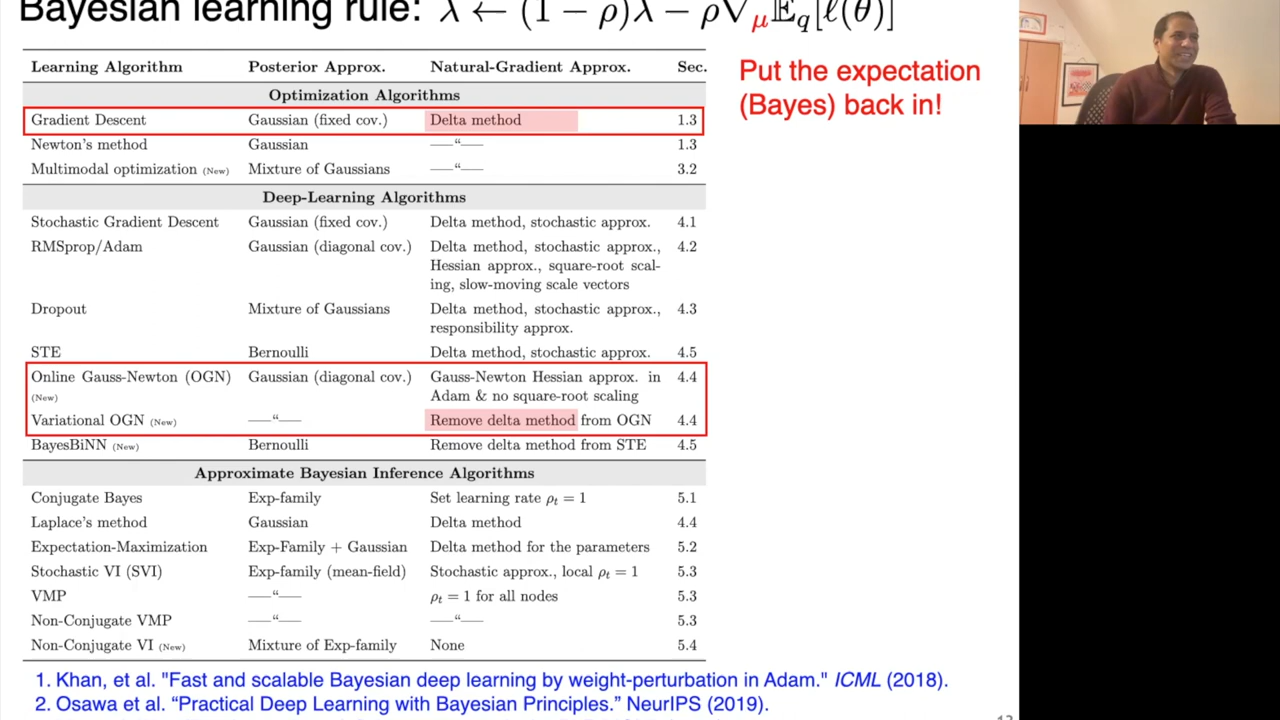 Bayesian learning rule: λ ← (1 − ρ)λ − ρ∇μ𝔼q[ℓ(θ)]
Put the expectation
(Bayes) back in!
Learning Algorithm Posterior Approx. Natural-Gradient Approx. Sec.
Optimization Algorithms
Gradient Descent Gaussian (fixed cov.) Delta method 1.3
Newton's method Gaussian —–“—– 1.3
Multimodal optimization (New) Mixture of Gaussians —–“—– 3.2
Deep-Learning Algorithms
Stochastic Gradient Descent Gaussian (fixed cov.) Delta method, stochastic approx. 4.1
RMSprop/Adam Gaussian (diagonal cov.) Delta method, stochastic approx., 4.2
Hessian approx., square-root scal-
ing, slow-moving scale vectors
Dropout Mixture of Gaussians Delta method, stochastic approx., 4.3
responsibility approx.
STE Bernoulli Delta method, stochastic approx. 4.5
Online Gauss-Newton (OGN) Gaussian (diagonal cov.) Gauss-Newton Hessian approx. in 4.4
(New) Adam & no square-root scaling
Variational OGN (New) —–“—– Remove delta method from OGN 4.4
BayesBiNN (New) Bernoulli Remove delta method from STE 4.5
Approximate Bayesian Inference Algorithms
Conjugate Bayes Exp-family Set learning rate ρt = 1 5.1
Laplace's method Gaussian Delta method 4.4
Expectation-Maximization Exp-Family + Gaussian Delta method for the parameters 5.2
Stochastic VI (SVI) Exp-family (mean-field) Stochastic approx., local ρt = 1 5.3
VMP —–“—– ρt = 1 for all nodes 5.3
Non-Conjugate VMP —–“—– —–“—– 5.3
Non-Conjugate VI (New) Mixture of Exp-family None 5.4
1. Khan, et al. "Fast and scalable Bayesian deep learning by weight-perturbation in Adam." ICML (2018).
2. Osawa et al. “Practical Deep Learning with Bayesian Principles.” NeurIPS (2019).